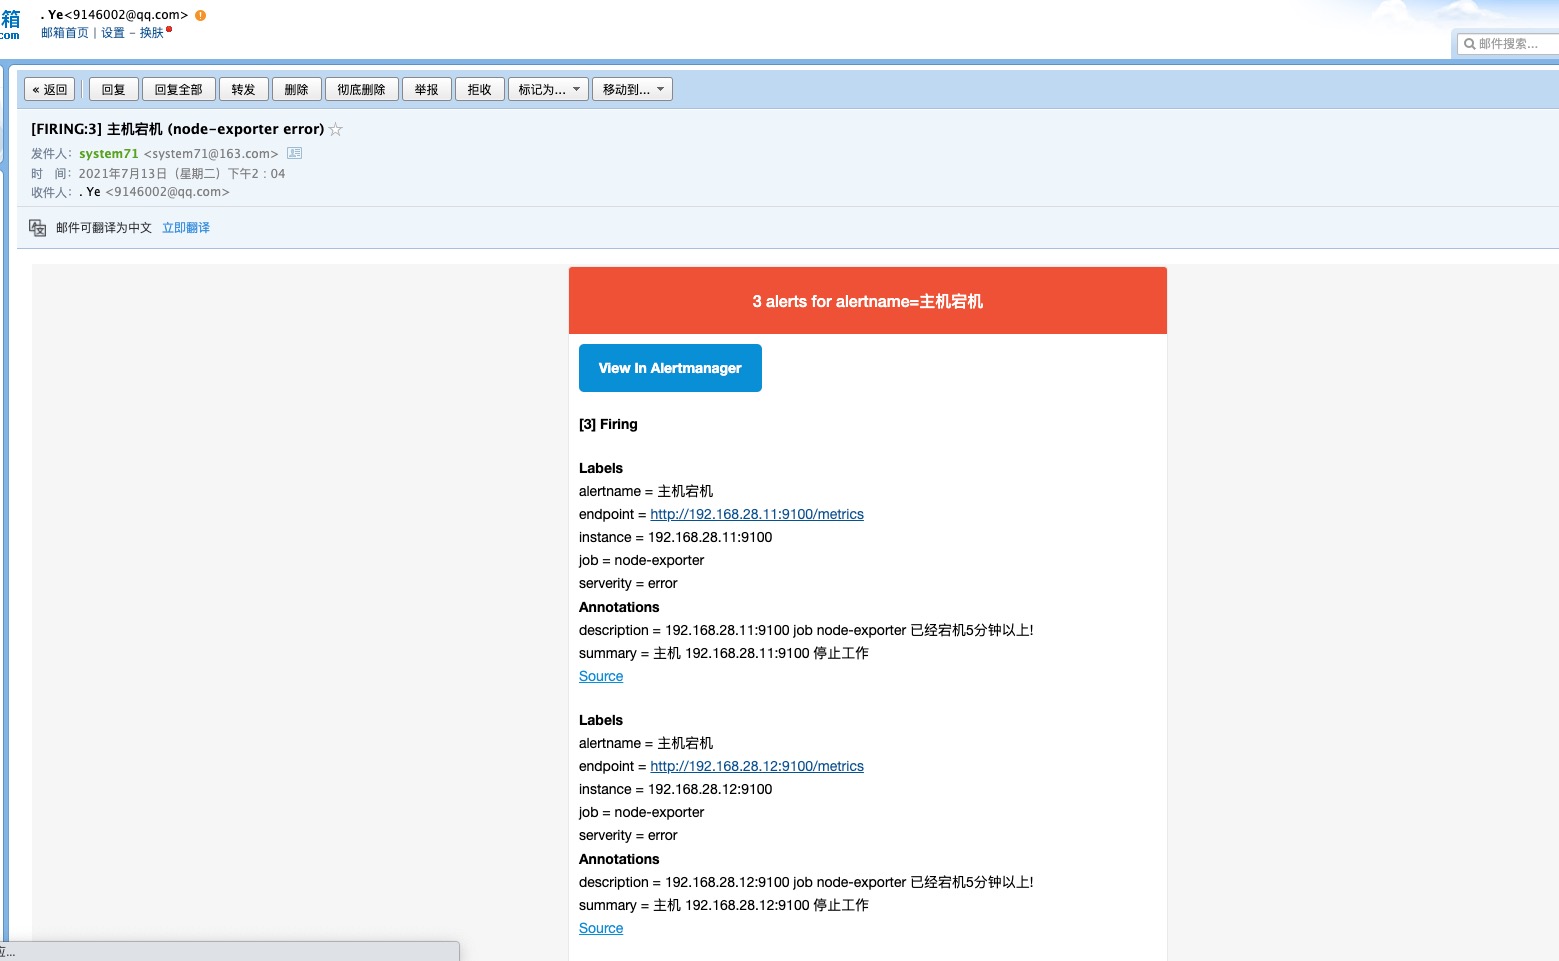 箱
. Ye<9146002@qq.com>
com
邮箱首页 | 设置 - 换肤
邮件搜索...
« 返回 回复 回复全部 转发 删除 彻底删除 举报 拒收 标记为... 移动到...
[FIRING:3] 主机宕机 (node-exporter error)
发件人: system71 <system71@163.com>
时 间: 2021年7月13日 (星期二) 下午2:04
收件人: . Ye <9146002@qq.com>
邮件可翻译为中文 立即翻译
3 alerts for alertname=主机宕机
View In Alertmanager
[3] Firing
Labels
alertname = 主机宕机
endpoint = http://192.168.28.11:9100/metrics
instance = 192.168.28.11:9100
job = node-exporter
serverity = error
Annotations
description = 192.168.28.11:9100 job node-exporter 已经宕机5分钟以上!
summary = 主机 192.168.28.11:9100 停止工作
Source
Labels
alertname = 主机宕机
endpoint = http://192.168.28.12:9100/metrics
instance = 192.168.28.12:9100
job = node-exporter
serverity = error
Annotations
description = 192.168.28.12:9100 job node-exporter 已经宕机5分钟以上!
summary = 主机 192.168.28.12:9100 停止工作
Source